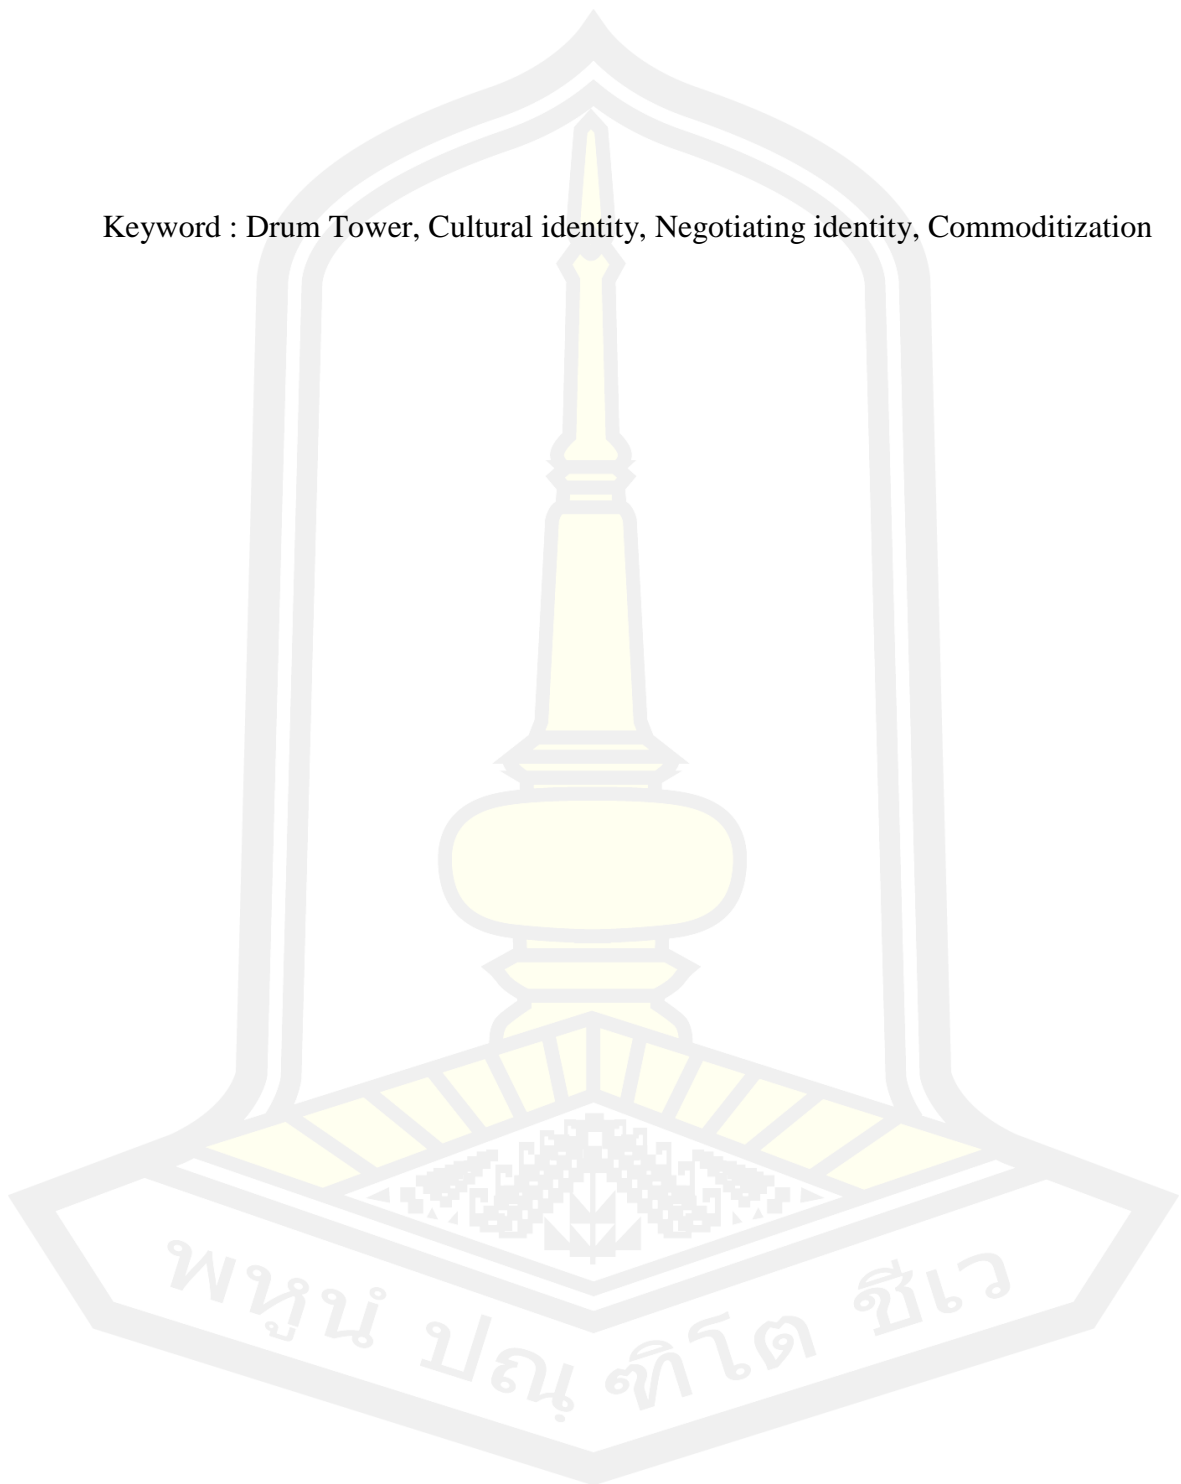 Keyword : Drum Tower, Cultural identity, Negotiating identity, Commoditization
พหูนํ ปณฺฑิโต ชีเว